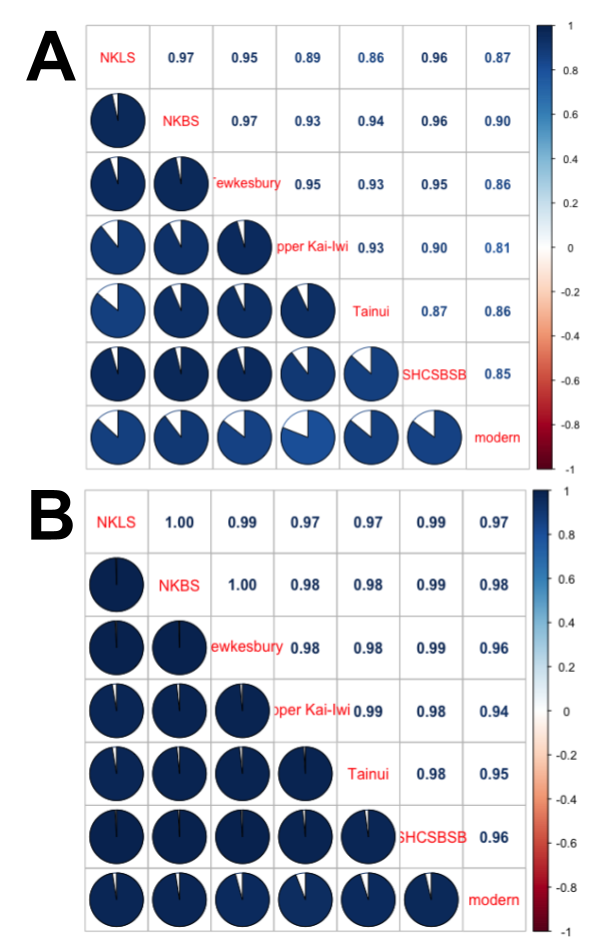 A
NKLS 0.97 0.95 0.89 0.86 0.96 0.87
NKBS 0.97 0.93 0.94 0.96 0.90
ewkesbury 0.95 0.93 0.95 0.86
pper Kai-Iwi 0.93 0.90 0.81
Tainui 0.87 0.86
SHCSBSB 0.85
modern
1
0.8
0.6
0.4
0.2
0
-0.2
-0.4
-0.6
-0.8
-1
B
NKLS 1.00 0.99 0.97 0.97 0.99 0.97
NKBS 1.00 0.98 0.98 0.99 0.98
ewkesbury 0.98 0.98 0.99 0.96
pper Kai-Iwi 0.99 0.98 0.94
Tainui 0.98 0.95
SHCSBSB 0.96
modern
1
0.8
0.6
0.4
0.2
0
-0.2
-0.4
-0.6
-0.8
-1